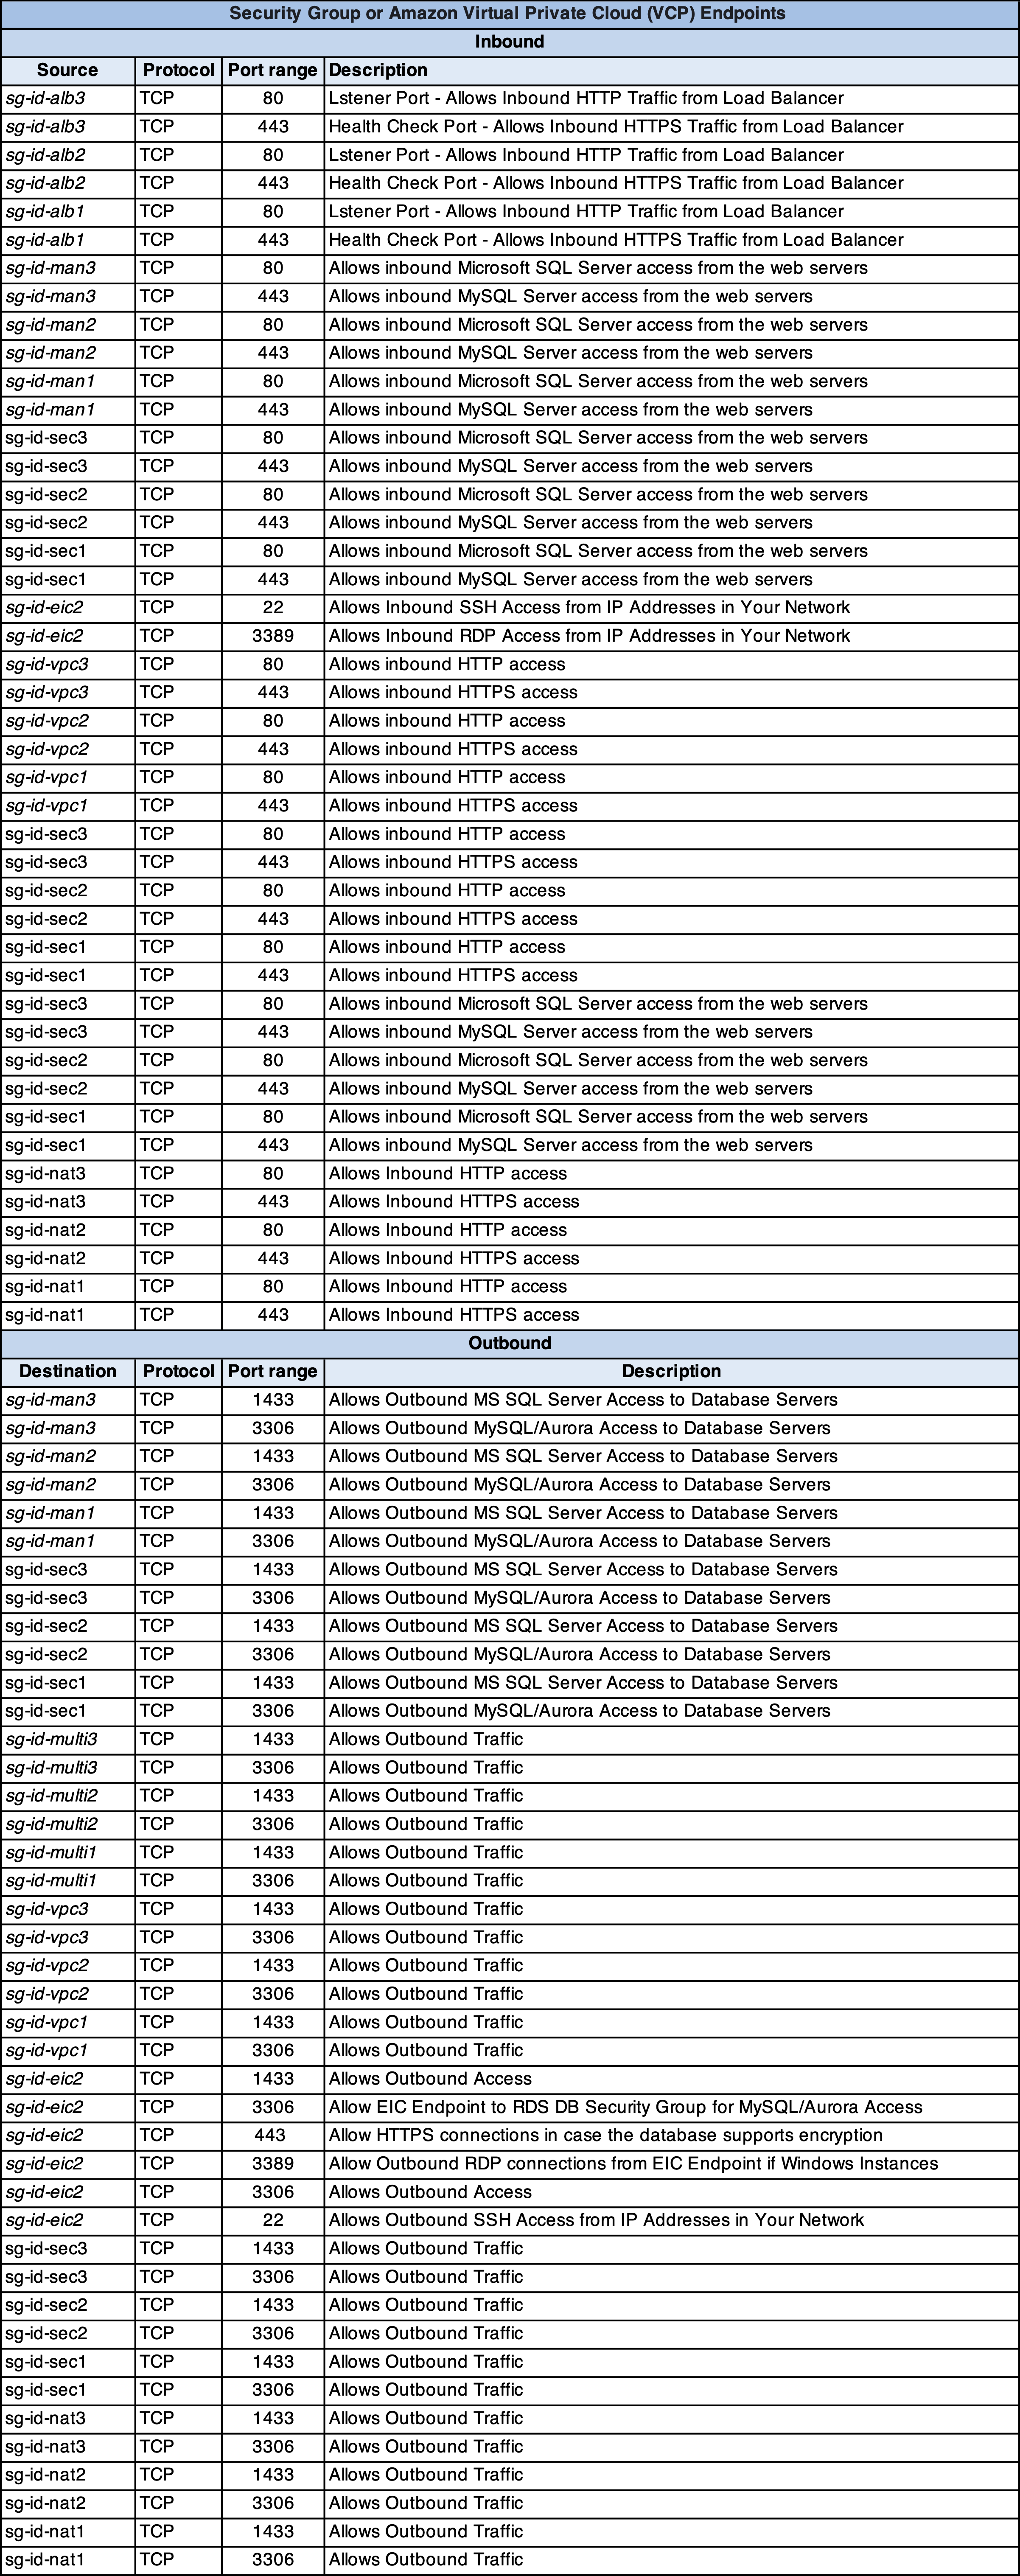 Security Group or Amazon Virtual Private Cloud (VCP) Endpoints
Inbound
Source Protocol Port range Description
sg-id-alb3 TCP 80 Lstener Port - Allows Inbound HTTP Traffic from Load Balancer
sg-id-alb3 TCP 443 Health Check Port - Allows Inbound HTTPS Traffic from Load Balancer
sg-id-alb2 TCP 80 Lstener Port - Allows Inbound HTTP Traffic from Load Balancer
sg-id-alb2 TCP 443 Health Check Port - Allows Inbound HTTPS Traffic from Load Balancer
sg-id-alb1 TCP 80 Lstener Port - Allows Inbound HTTP Traffic from Load Balancer
sg-id-alb1 TCP 443 Health Check Port - Allows Inbound HTTPS Traffic from Load Balancer
sg-id-man3 TCP 80 Allows inbound Microsoft SQL Server access from the web servers
sg-id-man3 TCP 443 Allows inbound MySQL Server access from the web servers
sg-id-man2 TCP 80 Allows inbound Microsoft SQL Server access from the web servers
sg-id-man2 TCP 443 Allows inbound MySQL Server access from the web servers
sg-id-man1 TCP 80 Allows inbound Microsoft SQL Server access from the web servers
sg-id-man1 TCP 443 Allows inbound MySQL Server access from the web servers
sg-id-sec3 TCP 80 Allows inbound Microsoft SQL Server access from the web servers
sg-id-sec3 TCP 443 Allows inbound MySQL Server access from the web servers
sg-id-sec2 TCP 80 Allows inbound Microsoft SQL Server access from the web servers
sg-id-sec2 TCP 443 Allows inbound MySQL Server access from the web servers
sg-id-sec1 TCP 80 Allows inbound Microsoft SQL Server access from the web servers
sg-id-sec1 TCP 443 Allows inbound MySQL Server access from the web servers
sg-id-eic2 TCP 22 Allows Inbound SSH Access from IP Addresses in Your Network
sg-id-eic2 TCP 3389 Allows Inbound RDP Access from IP Addresses in Your Network
sg-id-vpc3 TCP 80 Allows inbound HTTP access
sg-id-vpc3 TCP 443 Allows inbound HTTPS access
sg-id-vpc2 TCP 80 Allows inbound HTTP access
sg-id-vpc2 TCP 443 Allows inbound HTTPS access
sg-id-vpc1 TCP 80 Allows inbound HTTP access
sg-id-vpc1 TCP 443 Allows inbound HTTPS access
sg-id-sec3 TCP 80 Allows inbound HTTP access
sg-id-sec3 TCP 443 Allows inbound HTTPS access
sg-id-sec2 TCP 80 Allows inbound HTTP access
sg-id-sec2 TCP 443 Allows inbound HTTPS access
sg-id-sec1 TCP 80 Allows inbound HTTP access
sg-id-sec1 TCP 443 Allows inbound HTTPS access
sg-id-sec3 TCP 80 Allows inbound Microsoft SQL Server access from the web servers
sg-id-sec3 TCP 443 Allows inbound MySQL Server access from the web servers
sg-id-sec2 TCP 80 Allows inbound Microsoft SQL Server access from the web servers
sg-id-sec2 TCP 443 Allows inbound MySQL Server access from the web servers
sg-id-sec1 TCP 80 Allows inbound Microsoft SQL Server access from the web servers
sg-id-sec1 TCP 443 Allows inbound MySQL Server access from the web servers
sg-id-nat3 TCP 80 Allows Inbound HTTP access
sg-id-nat3 TCP 443 Allows Inbound HTTPS access
sg-id-nat2 TCP 80 Allows Inbound HTTP access
sg-id-nat2 TCP 443 Allows Inbound HTTPS access
sg-id-nat1 TCP 80 Allows Inbound HTTP access
sg-id-nat1 TCP 443 Allows Inbound HTTPS access
Outbound
Destination Protocol Port range Description
sg-id-man3 TCP 1433 Allows Outbound MS SQL Server Access to Database Servers
sg-id-man3 TCP 3306 Allows Outbound MySQL/Aurora Access to Database Servers
sg-id-man2 TCP 1433 Allows Outbound MS SQL Server Access to Database Servers
sg-id-man2 TCP 3306 Allows Outbound MySQL/Aurora Access to Database Servers
sg-id-man1 TCP 1433 Allows Outbound MS SQL Server Access to Database Servers
sg-id-man1 TCP 3306 Allows Outbound MySQL/Aurora Access to Database Servers
sg-id-sec3 TCP 1433 Allows Outbound MS SQL Server Access to Database Servers
sg-id-sec3 TCP 3306 Allows Outbound MySQL/Aurora Access to Database Servers
sg-id-sec2 TCP 1433 Allows Outbound MS SQL Server Access to Database Servers
sg-id-sec2 TCP 3306 Allows Outbound MySQL/Aurora Access to Database Servers
sg-id-sec1 TCP 1433 Allows Outbound MS SQL Server Access to Database Servers
sg-id-sec1 TCP 3306 Allows Outbound MySQL/Aurora Access to Database Servers
sg-id-multi3 TCP 1433 Allows Outbound Traffic
sg-id-multi3 TCP 3306 Allows Outbound Traffic
sg-id-multi2 TCP 1433 Allows Outbound Traffic
sg-id-multi2 TCP 3306 Allows Outbound Traffic
sg-id-multi1 TCP 1433 Allows Outbound Traffic
sg-id-multi1 TCP 3306 Allows Outbound Traffic
sg-id-vpc3 TCP 1433 Allows Outbound Traffic
sg-id-vpc3 TCP 3306 Allows Outbound Traffic
sg-id-vpc2 TCP 1433 Allows Outbound Traffic
sg-id-vpc2 TCP 3306 Allows Outbound Traffic
sg-id-vpc1 TCP 1433 Allows Outbound Traffic
sg-id-vpc1 TCP 3306 Allows Outbound Traffic
sg-id-eic2 TCP 1433 Allows Outbound Access
sg-id-eic2 TCP 3306 Allow EIC Endpoint to RDS DB Security Group for MySQL/Aurora Access
sg-id-eic2 TCP 443 Allow HTTPS connections in case the database supports encryption
sg-id-eic2 TCP 3389 Allow Outbound RDP connections from EIC Endpoint if Windows Instances
sg-id-eic2 TCP 3306 Allows Outbound Access
sg-id-eic2 TCP 22 Allows Outbound SSH Access from IP Addresses in Your Network
sg-id-sec3 TCP 1433 Allows Outbound Traffic
sg-id-sec3 TCP 3306 Allows Outbound Traffic
sg-id-sec2 TCP 1433 Allows Outbound Traffic
sg-id-sec2 TCP 3306 Allows Outbound Traffic
sg-id-sec1 TCP 1433 Allows Outbound Traffic
sg-id-sec1 TCP 3306 Allows Outbound Traffic
sg-id-nat3 TCP 1433 Allows Outbound Traffic
sg-id-nat3 TCP 3306 Allows Outbound Traffic
sg-id-nat2 TCP 1433 Allows Outbound Traffic
sg-id-nat2 TCP 3306 Allows Outbound Traffic
sg-id-nat1 TCP 1433 Allows Outbound Traffic
sg-id-nat1 TCP 3306 Allows Outbound Traffic